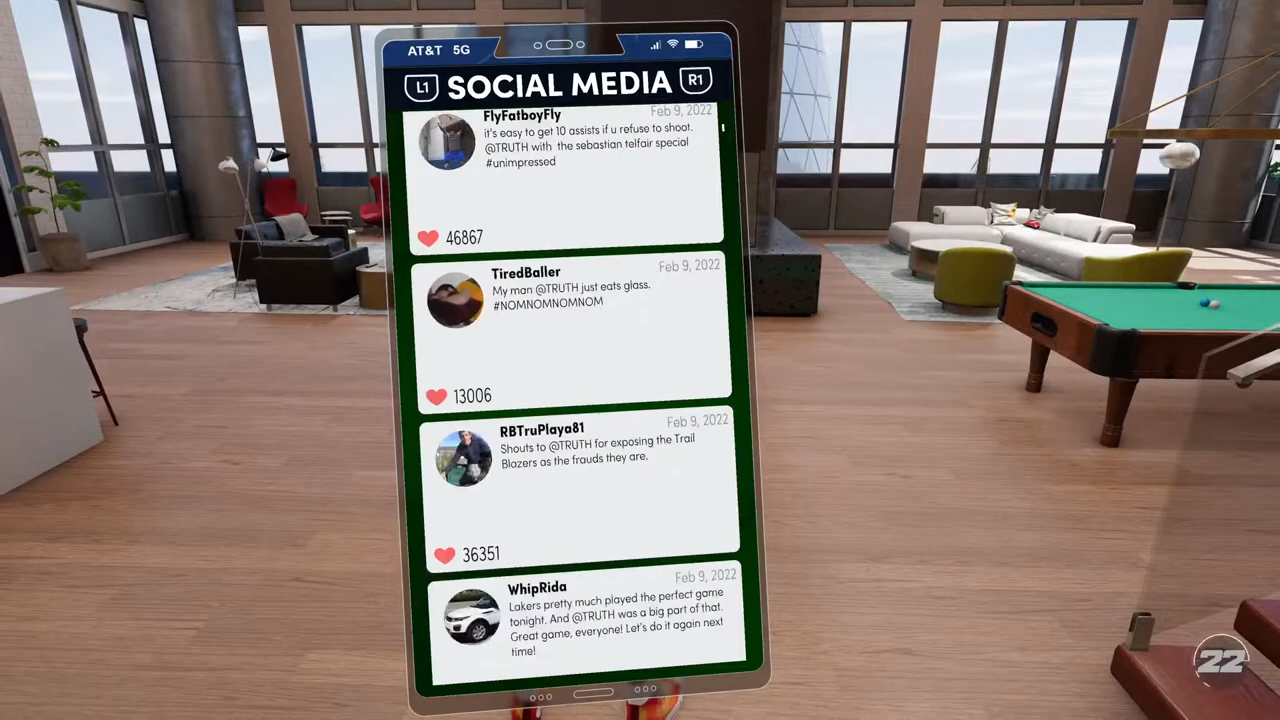 AT&T 5G
L1 SOCIAL MEDIA R1
FlyFatboyFly Feb 9, 2022
it's easy to get 10 assists if u refuse to shoot.
@TRUTH with the sebastian telfair special
#unimpressed
46867
TiredBaller Feb 9, 2022
My man @TRUTH just eats glass.
#NOMNOMNOMNOM
13006
RBTruPlaya81 Feb 9, 2022
Shouts to @TRUTH for exposing the Trail
Blazers as the frauds they are.
36351
WhipRida Feb 9, 2022
Lakers pretty much played the perfect game
tonight. And @TRUTH was a big part of that.
Great game, everyone! Let's do it again next
time!
22